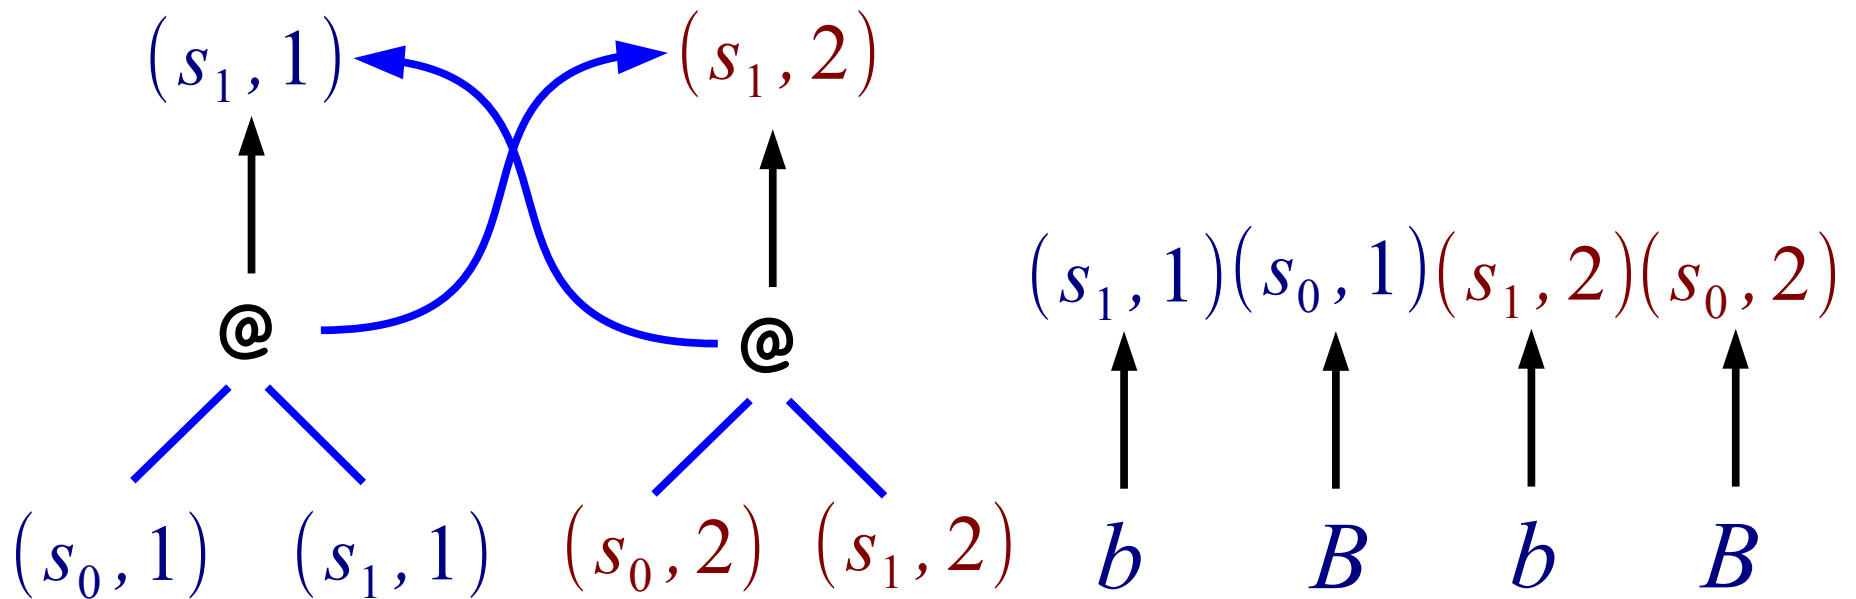 (s₁, 1) (s₁, 2)
(s₁, 1)(s₀, 1)(s₁, 2)(s₀, 2)
@ @
(s₀, 1) (s₁, 1) (s₀, 2) (s₁, 2) b B b B